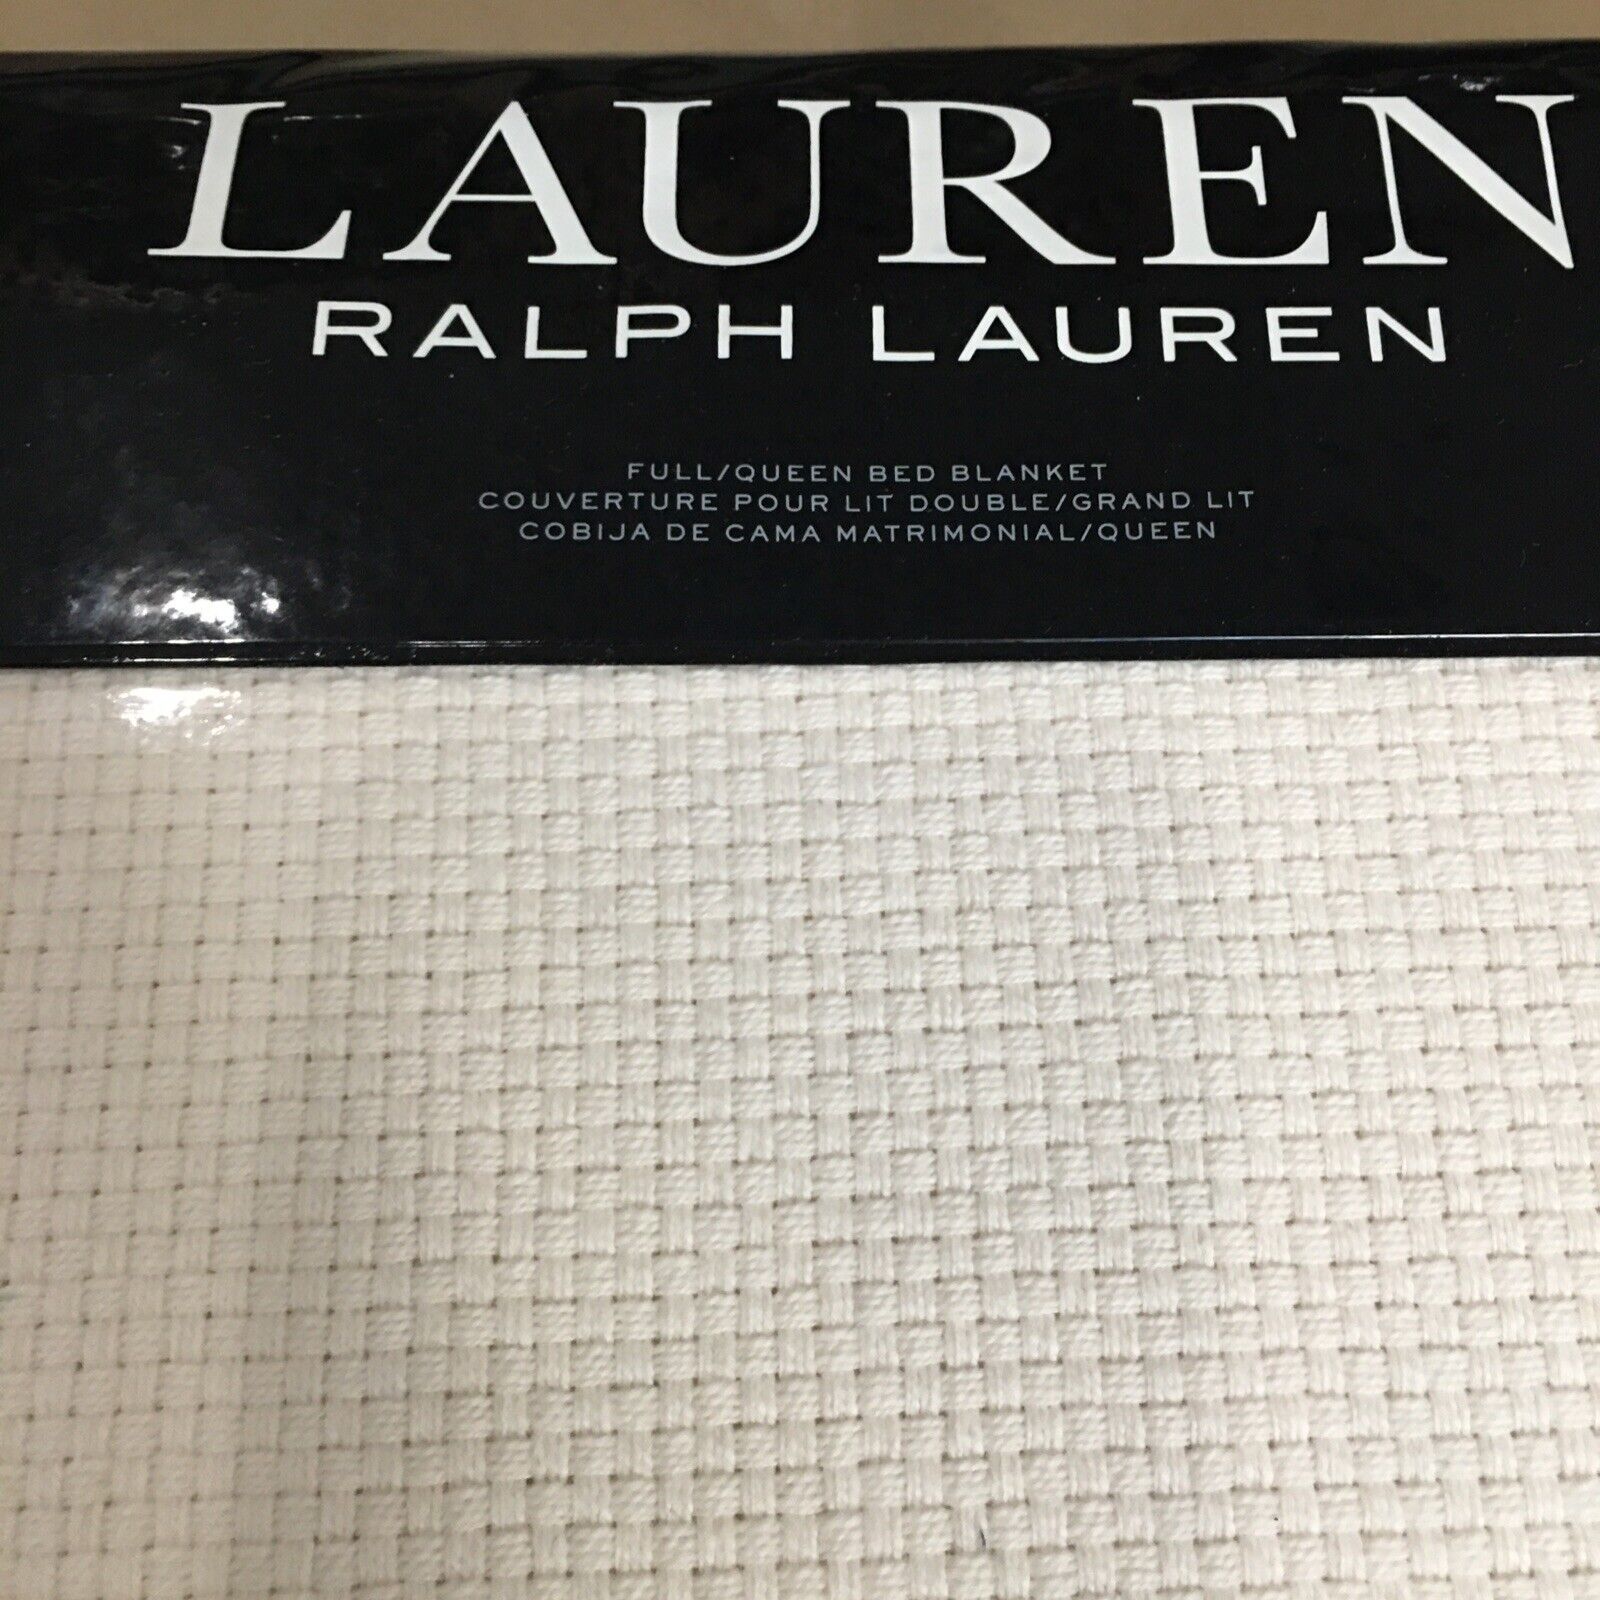 LAUREN
RALPH LAUREN
FULL/QUEEN BED BLANKET
COUVERTURE POUR LIT DOUBLE/GRAND LIT
COBIJA DE CAMA MATRIMONIAL/QUEEN